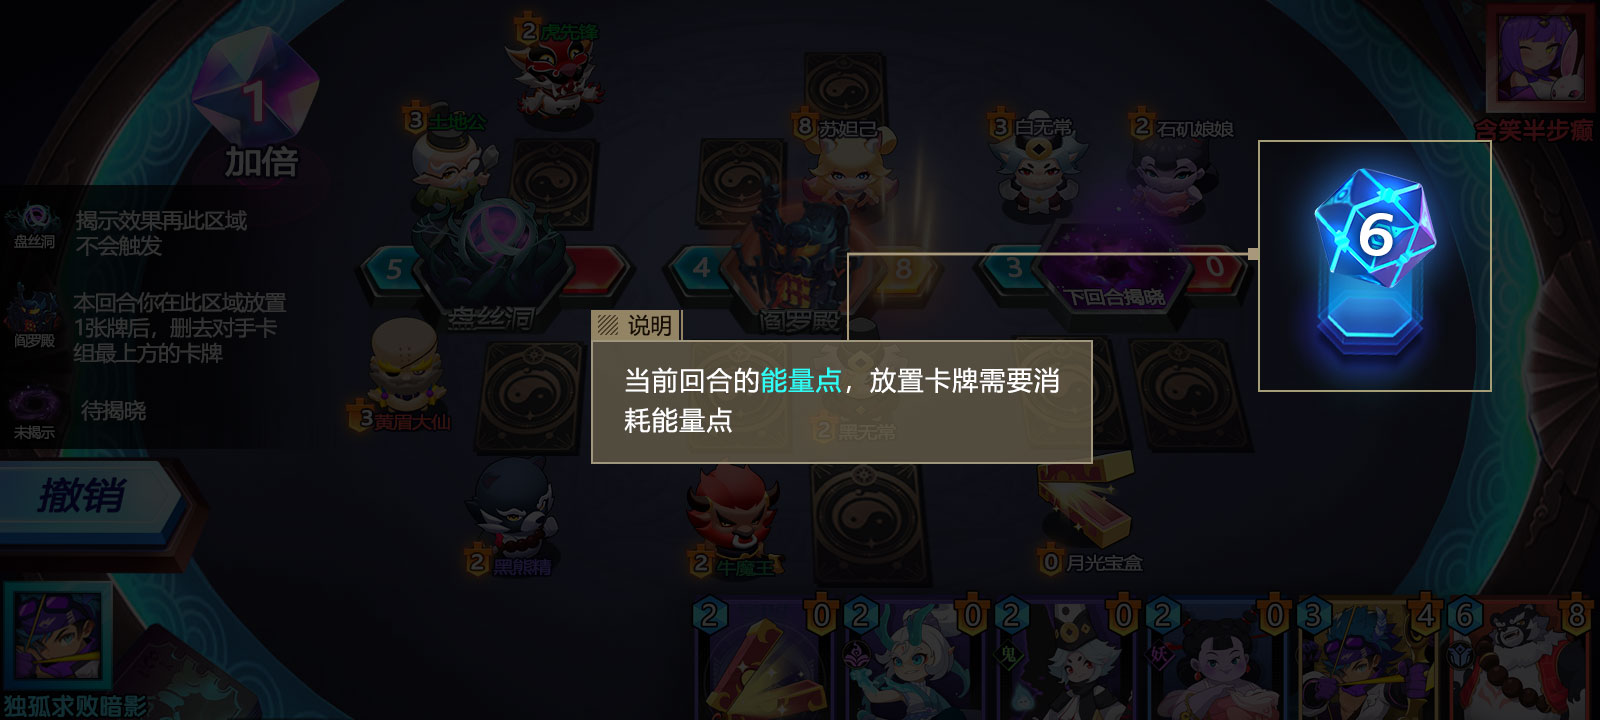 2 虎先锋
1
加倍
3 土地公
8 苏妲己
3 白无常
2 石矶娘娘
含笑半步癫
揭示效果再此区域
不会触发
盘丝洞
本回合你在此区域放置
1张牌后，删去对手卡
组最上方的卡牌
阎罗殿
待揭晓
未揭示
5
盘丝洞
4
8
阎罗殿
3
0
下回合揭晓
6
说明
当前回合的能量点，放置卡牌需要消
耗能量点
3 黄眉大仙
2 黑无常
撤销
2 黑熊精
2 牛魔王
0 月光宝盒
独孤求败暗影
2 0
2 0
2 0
鬼
2 0
妖
3 4
6 8